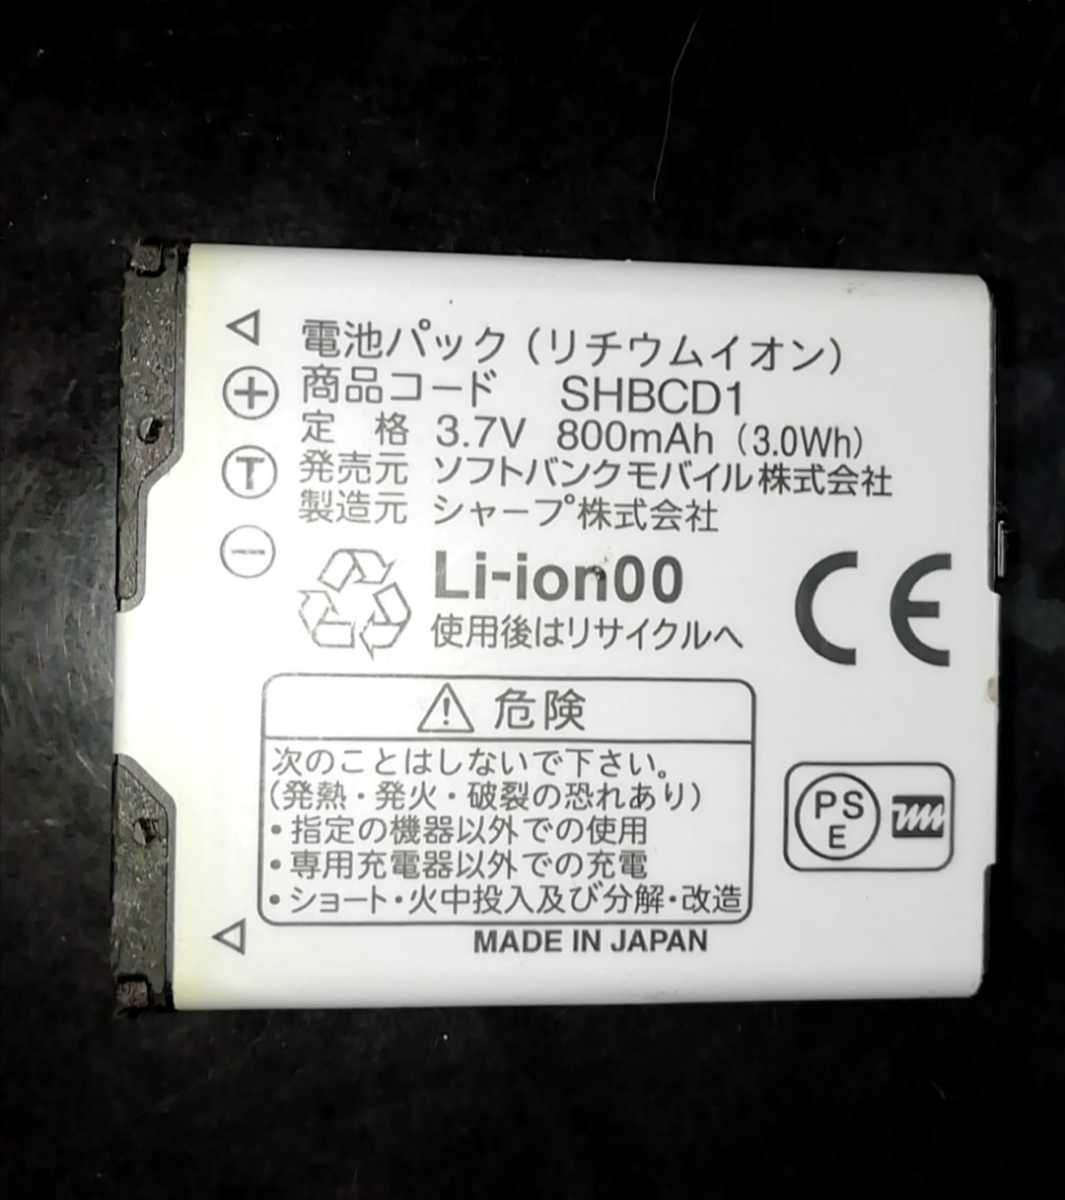 電池パック（リチウムイオン）
商品コード SHBCD1
定 格 3.7V 800mAh（3.0Wh）
発売元 ソフトバンクモバイル株式会社
製造元 シャープ株式会社
Li-ion00
使用後はリサイクルへ
CE
⚠ 危険
次のことはしないで下さい。
（発熱・発火・破裂の恐れあり）
・指定の機器以外での使用
・専用充電器以外での充電
・ショート・火中投入及び分解・改造
PS
E
MADE IN JAPAN
⊕
T
⊖